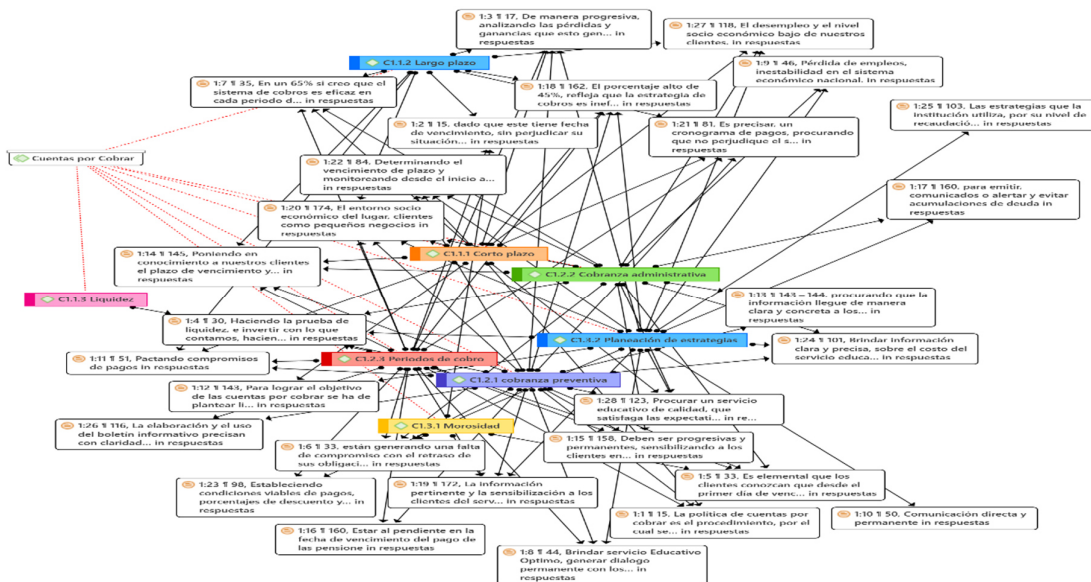 1:3 ¶ 17, De manera progresiva,
analizando las pérdidas y
ganancias que esto gen... in
respuestas
1:27 ¶ 118, El desempleo y el nivel
socio económico bajo de nuestros
clientes. in respuestas
C1.1.2 Largo plazo
1:9 ¶ 46, Pérdida de empleos,
inestabilidad en el sistema
económico nacional. in respuestas
1:7 ¶ 35, En un 65% si creo que el
sistema de cobros es eficaz en
cada periodo d... in respuestas
1:18 ¶ 162. El porcentaje alto de
45%, refleja que la estrategia de
cobros es inef... in respuestas
1:25 ¶ 103, Las estrategias que la
institución utiliza, por su nivel de
recaudació... in respuestas
1:2 ¶ 15, dado que este tiene fecha
de vencimiento, sin perjudicar su
situación... in respuestas
1:21 ¶ 81. Es precisar, un
cronograma de pagos, procurando
que no perjudique el s... in
respuestas
Cuentas por Cobrar
1:22 ¶ 84. Determinando el
vencimiento de plazo y
monitoreando desde el inicio a...
in respuestas
1:17 ¶ 160. para emitir,
comunicados o alertar y evitar
acumulaciones de deuda in
respuestas
1:20 ¶ 174, El entorno socio
económico del lugar, clientes
como pequeños negocios in
respuestas
1:14 ¶ 145, Poniendo en
conocimiento a nuestros clientes
el plazo de vencimiento y... in
respuestas
C1.1.1 Corto plazo
C1.2.2 Cobranza administrativa
C1.1.3 Liquidez
1:13 ¶ 143 – 144, procurando que la
información llegue de manera
clara y concreta a los... in
respuestas
1:4 ¶ 30, Haciendo la prueba de
liquidez, e invertir con lo que
contamos, hacien... in respuestas
C1.3.2 Planeación de estrategias
1:24 ¶ 101, Brindar información
clara y precisa, sobre el costo del
servicio educa... in respuestas
1:11 ¶ 51, Pactando compromisos
de pagos in respuestas
C1.2.3 Periodos de cobro
C1.2.1 cobranza preventiva
1:12 ¶ 143, Para lograr el objetivo
de las cuentas por cobrar se ha de
plantear li... in respuestas
1:28 ¶ 123, Procurar un servicio
educativo de calidad, que
satisfaga las expectati... in re...
1:26 ¶ 116, La elaboración y el uso
del boletín informativo precisan
con claridad... in respuestas
C1.3.1 Morosidad
1:6 ¶ 33. están generando una falta
de compromiso con el retraso de
sus obligaci... in respuestas
1:15 ¶ 158, Deben ser progresivas y
permanentes, sensibilizando a los
clientes en... in respuestas
1:5 ¶ 33, Es elemental que los
clientes conozcan que desde el
primer día de venc... in respuestas
1:23 ¶ 98, Estableciendo
condiciones viables de pagos,
porcentajes de descuento y... in
respuestas
1:19 ¶ 172, La información
pertinente y la sensibilización a los
clientes del serv... in respuestas
1:1 ¶ 15, La política de cuentas por
cobrar es el procedimiento, por el
cual se... in respuestas
1:10 ¶ 50. Comunicación directa y
permanente in respuestas
1:16 ¶ 160, Estar al pendiente en la
fecha de vencimiento del pago de
las pensione in respuestas
1:8 ¶ 44, Brindar servicio Educativo
Optimo, generar dialogo
permanente con los... in
respuestas